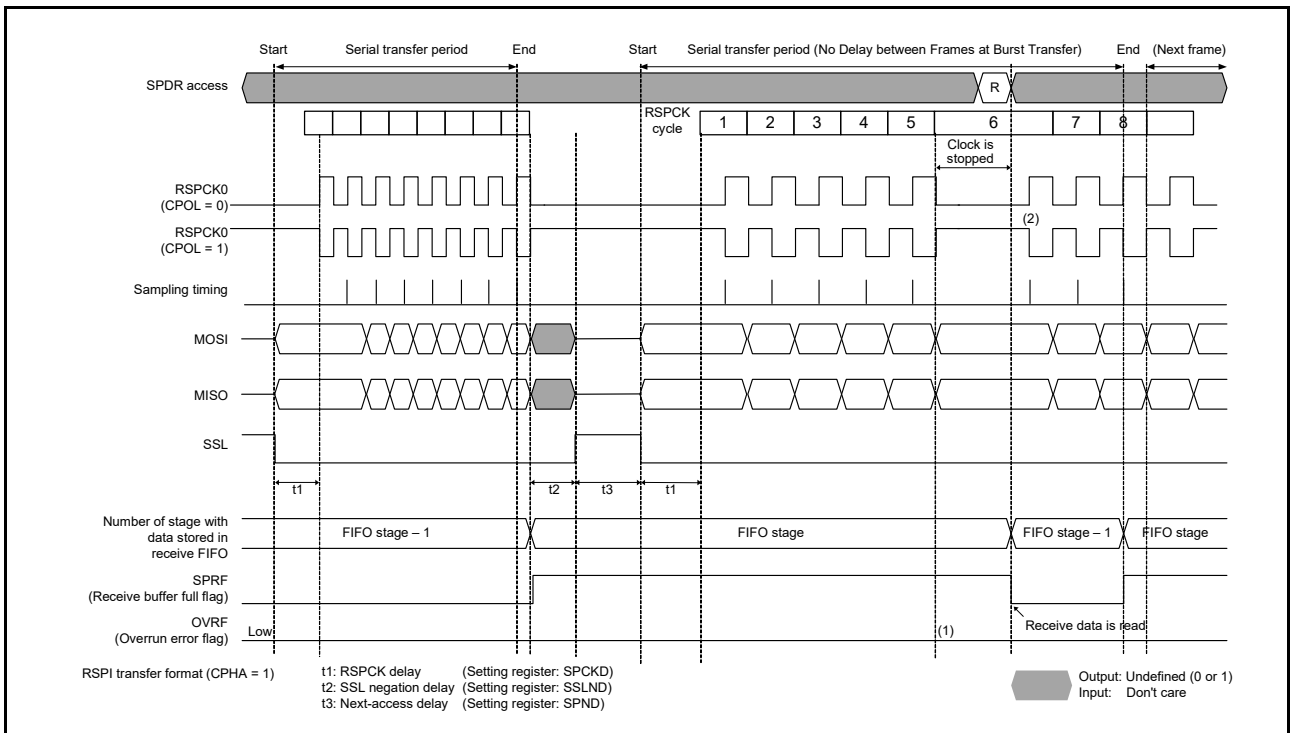 Start
Serial transfer period
End
Start
Serial transfer period (No Delay between Frames at Burst Transfer)
End
(Next frame)
SPDR access
R
RSPCK
cycle
1
2
3
4
5
6
7
8
Clock is
stopped
RSPCK0
(CPOL = 0)
(2)
RSPCK0
(CPOL = 1)
Sampling timing
MOSI
MISO
SSL
t1
t2
t3
t1
Number of stage with
data stored in
receive FIFO
FIFO stage – 1
FIFO stage
FIFO stage – 1
FIFO stage
SPRF
(Receive buffer full flag)
Receive data is read
OVRF
(Overrun error flag)
Low
(1)
RSPI transfer format (CPHA = 1)
t1: RSPCK delay (Setting register: SPCKD)
t2: SSL negation delay (Setting register: SSLND)
t3: Next-access delay (Setting register: SPND)
Output: Undefined (0 or 1)
Input: Don't care